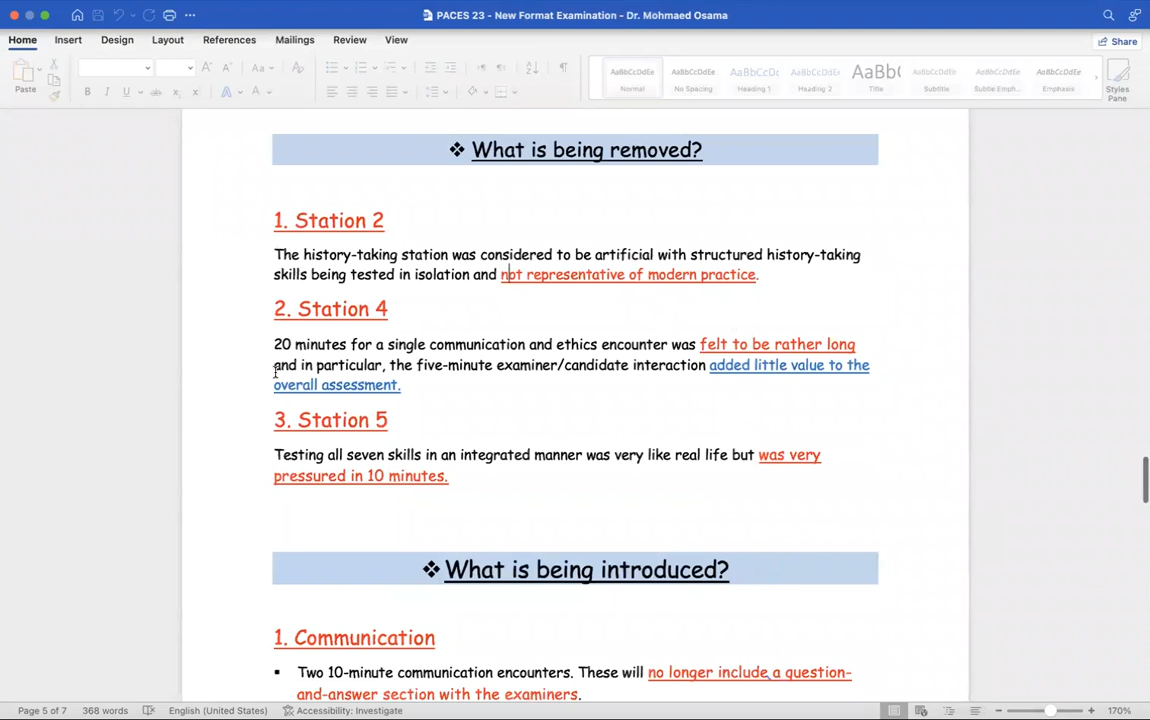 PACES 23 - New Format Examination - Dr. Mohmaed Osama
Home Insert Design Layout References Mailings Review View
Share
Paste
Aa
B I U ab x x A A
AaBbCcDdEe AaBbCcDdEe AaBbCcDc AaBbCcDdEe AaBb( AaBbCcDdEe AaBbCcDdEe AaBbCcDdEe
Normal No Spacing Heading 1 Heading 2 Title Subtitle Subtle Emph... Emphasis
Styles
Pane
❖ What is being removed?
1. Station 2
The history-taking station was considered to be artificial with structured history-taking
skills being tested in isolation and not representative of modern practice.
2. Station 4
20 minutes for a single communication and ethics encounter was felt to be rather long
and in particular, the five-minute examiner/candidate interaction added little value to the
overall assessment.
3. Station 5
Testing all seven skills in an integrated manner was very like real life but was very
pressured in 10 minutes.
❖ What is being introduced?
1. Communication
▪ Two 10-minute communication encounters. These will no longer include a question-
and-answer section with the examiners.
Page 5 of 7 368 words English (United States) Accessibility: Investigate 170%